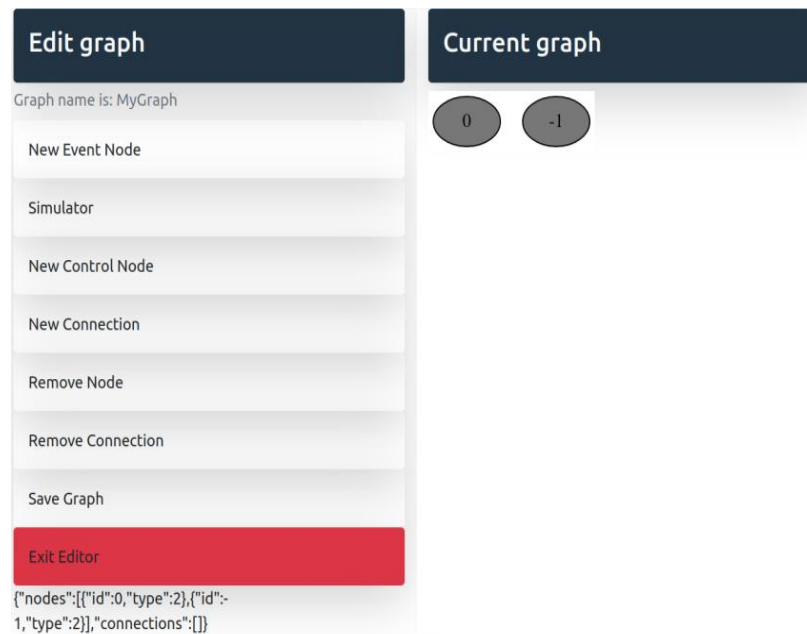 Edit graph
Graph name is: MyGraph
New Event Node
Simulator
New Control Node
New Connection
Remove Node
Remove Connection
Save Graph
Exit Editor
{"nodes":[{"id":0,"type":2},{"id":-
1,"type":2}],"connections":[]}
Current graph
0 -1